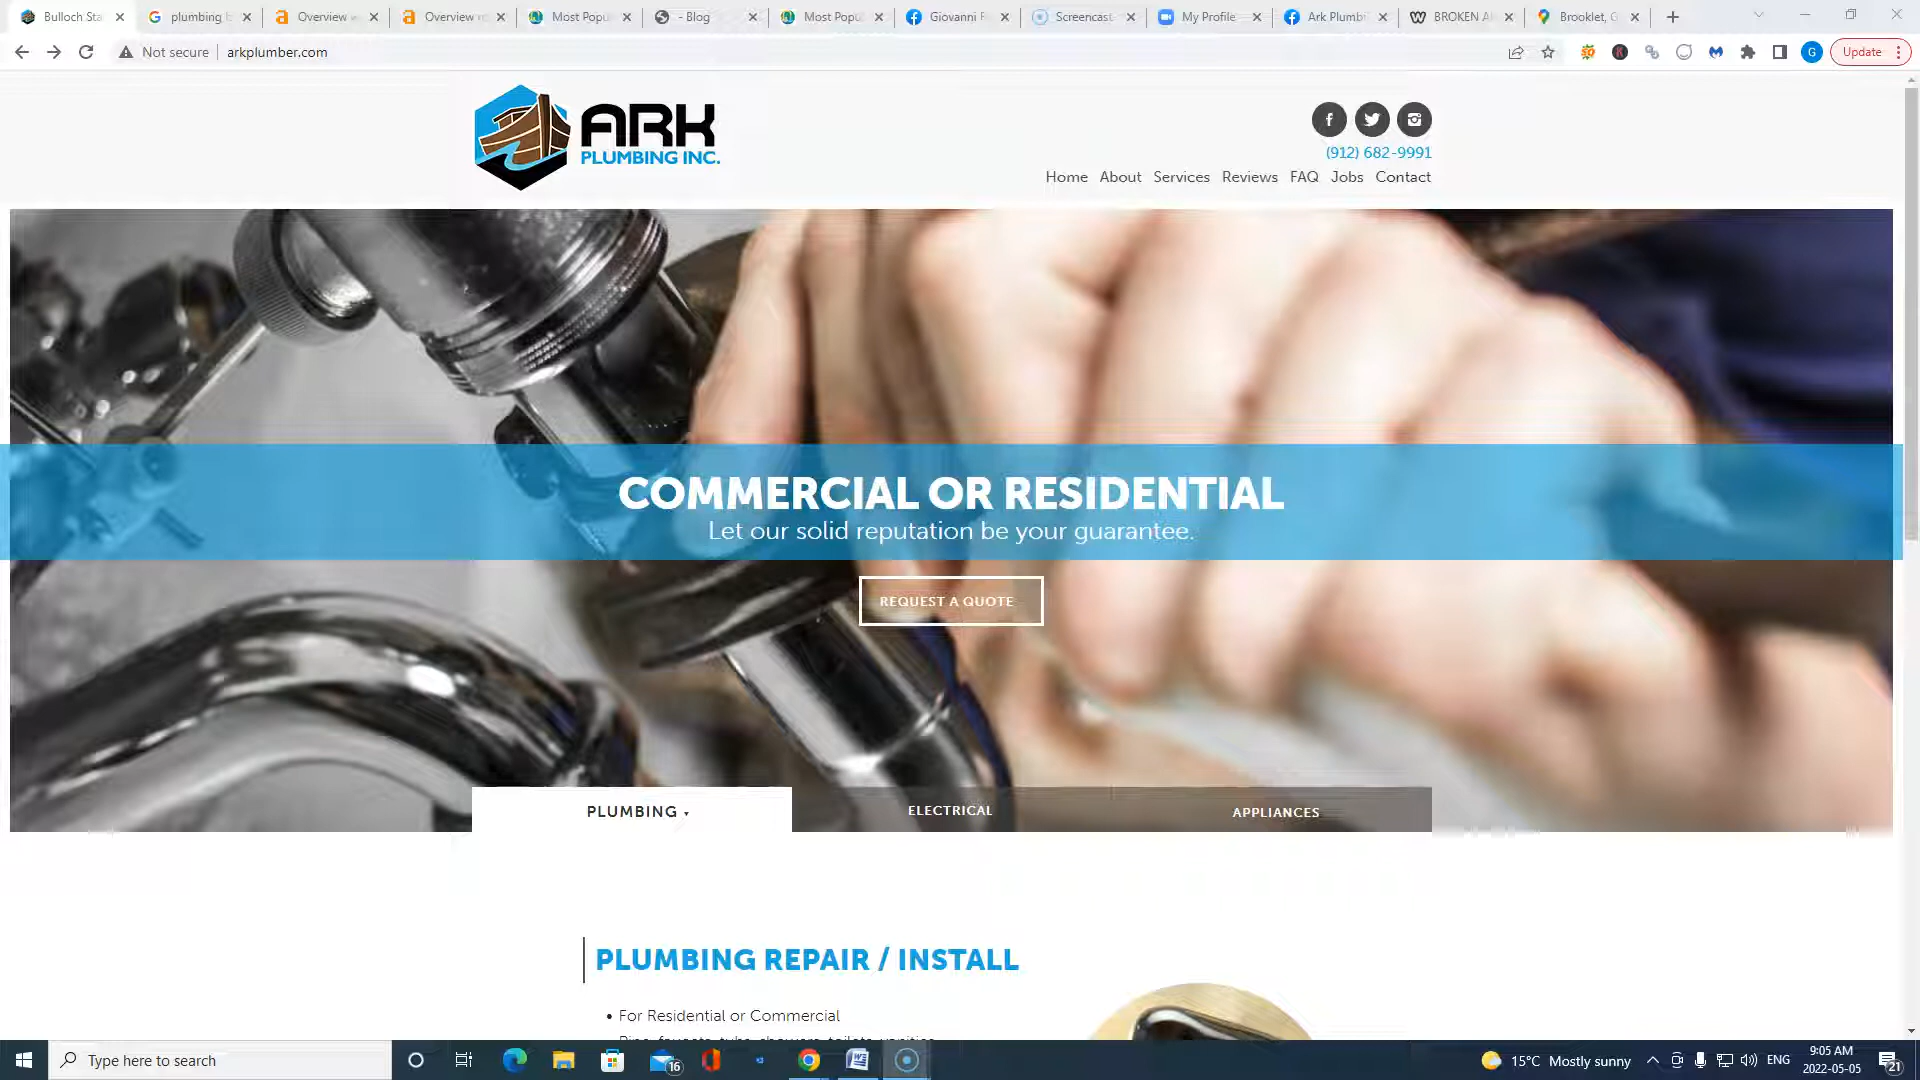 Bulloch Sta
plumbing b
Overview
Overview
Most Popu
- Blog
Most Popu
Giovanni
Screencast
My Profile
Ark Plumbi
BROKEN
Brooklet,
Not secure
arkplumber.com
G
Update
ARK
PLUMBING INC.
(912) 682-9991
Home About Services Reviews FAQ Jobs Contact
COMMERCIAL OR RESIDENTIAL
Let our solid reputation be your guarantee.
REQUEST A QUOTE
PLUMBING
ELECTRICAL
APPLIANCES
PLUMBING REPAIR / INSTALL
• For Residential or Commercial
Type here to search
16
15°C Mostly sunny
ENG
9:05 AM
2022-05-05
21